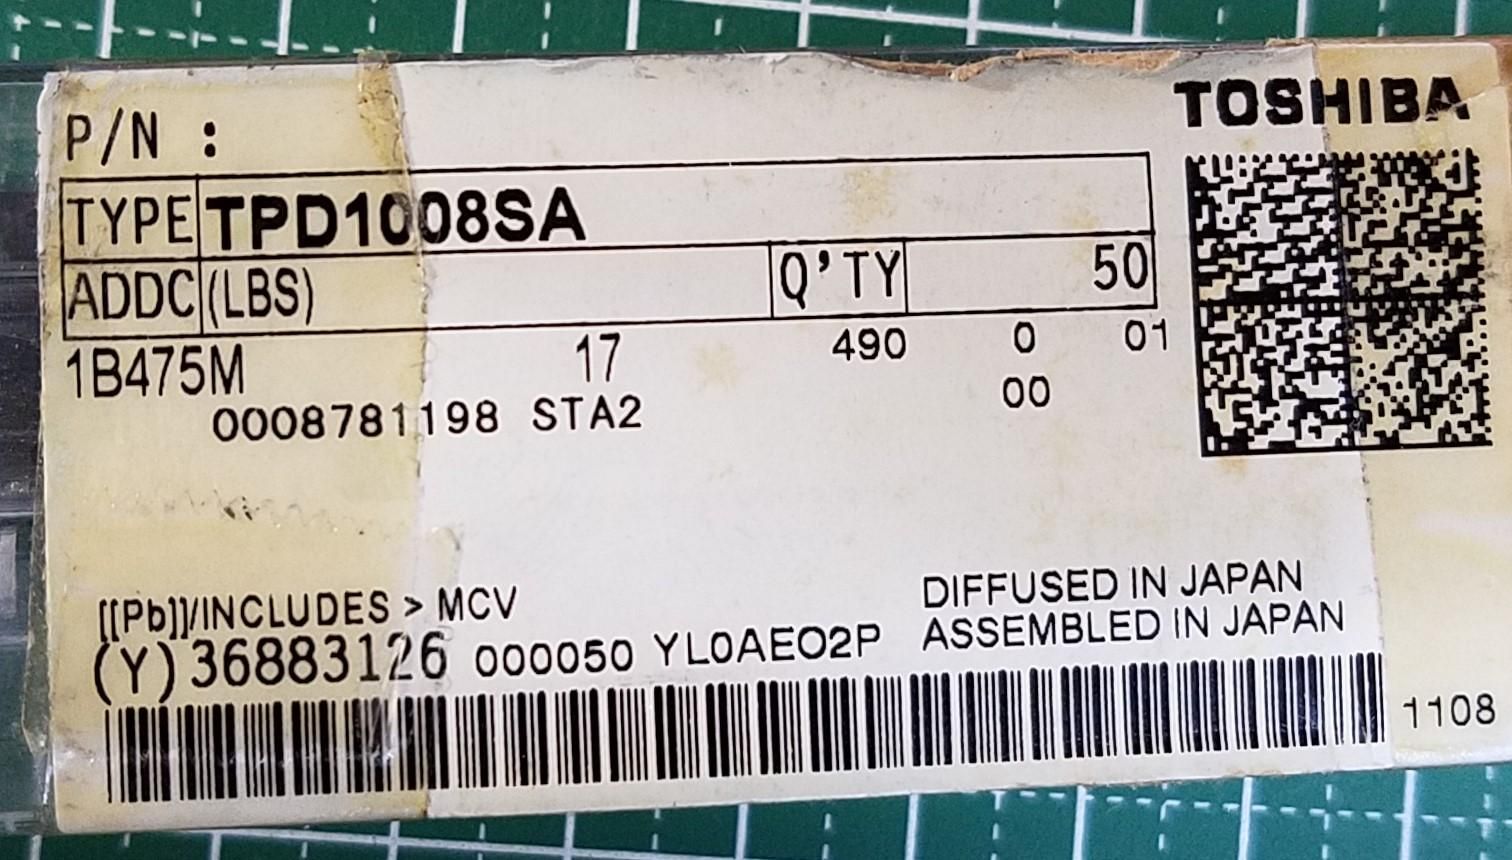 TOSHIBA
P/N :
TYPE TPD1008SA
ADDC (LBS) Q'TY 50
1B475M 17 490 0 01
0008781198 STA2 00
[[Pb]]/INCLUDES > MCV DIFFUSED IN JAPAN
(Y)36883126 000050 YL0AEO2P ASSEMBLED IN JAPAN
1108